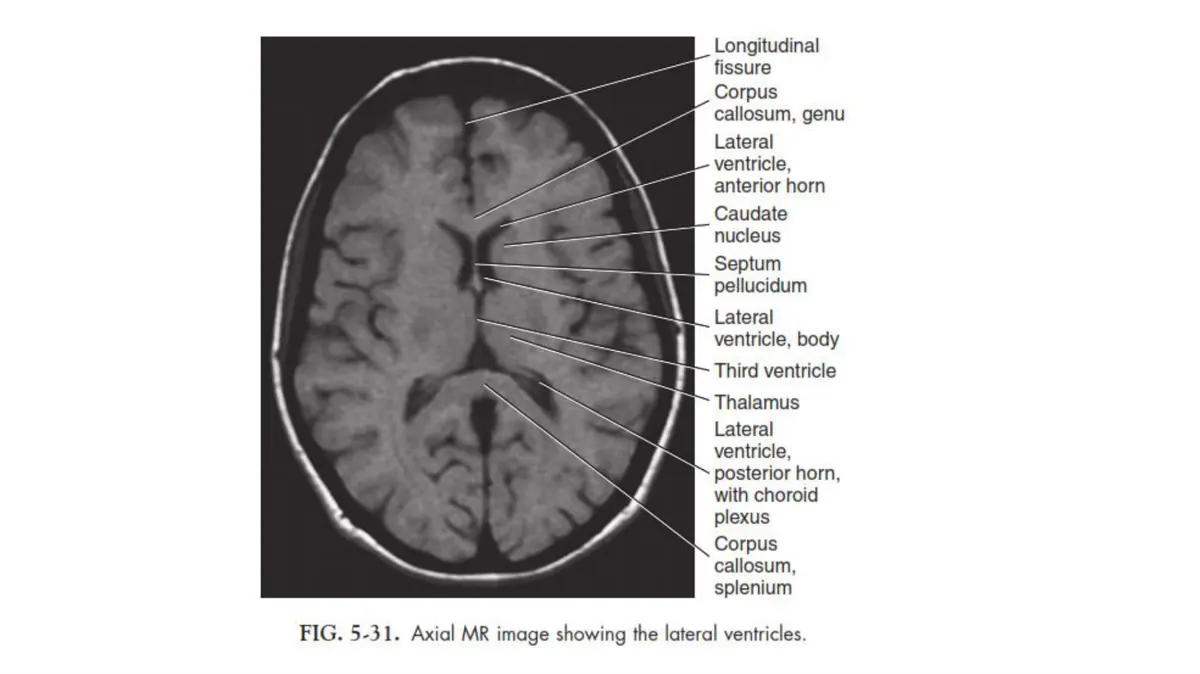 Longitudinal
fissure
Corpus
callosum, genu
Lateral
ventricle,
anterior horn
Caudate
nucleus
Septum
pellucidum
Lateral
ventricle, body
Third ventricle
Thalamus
Lateral
ventricle,
posterior horn,
with choroid
plexus
Corpus
callosum,
splenium
FIG. 5-31. Axial MR image showing the lateral ventricles.